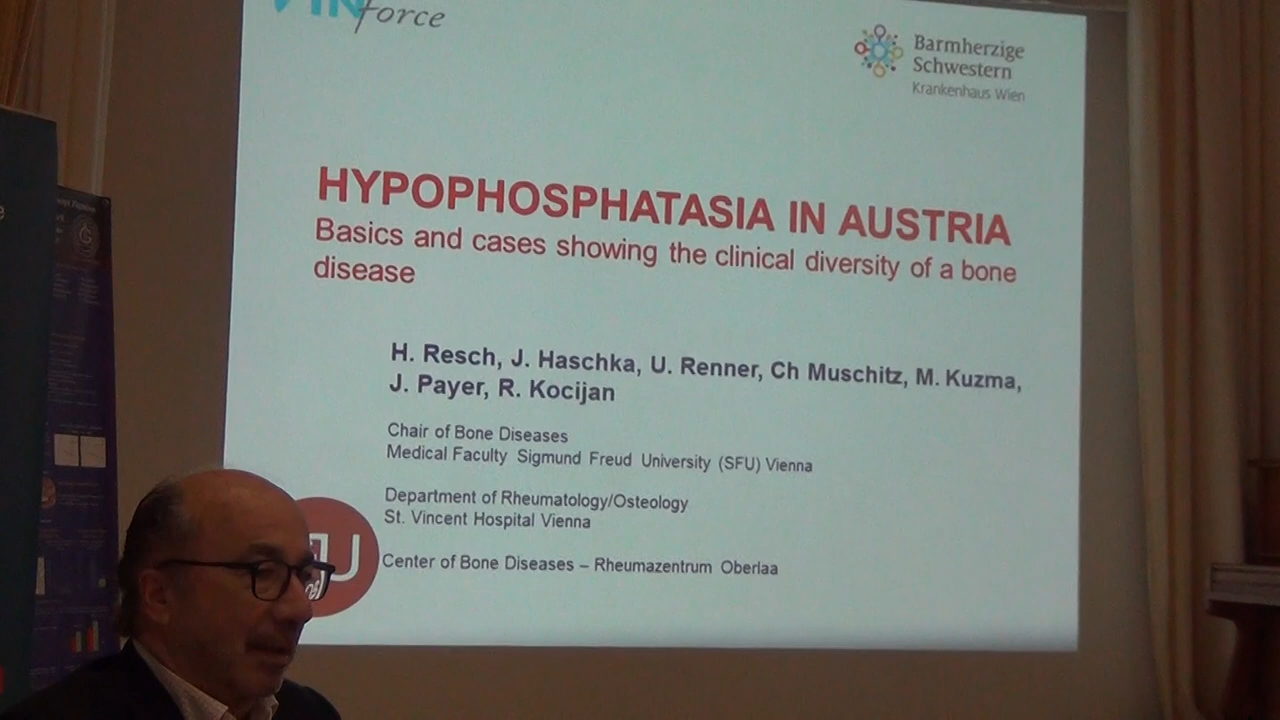 force
Barmherzige
Schwestern
Krankenhaus Wien
HYPOPHOSPHATASIA IN AUSTRIA
Basics and cases showing the clinical diversity of a bone
disease
H. Resch, J. Haschka, U. Renner, Ch Muschitz, M. Kuzma,
J. Payer, R. Kocijan
Chair of Bone Diseases
Medical Faculty Sigmund Freud University (SFU) Vienna
Department of Rheumatology/Osteology
St. Vincent Hospital Vienna
Center of Bone Diseases – Rheumazentrum Oberlaa